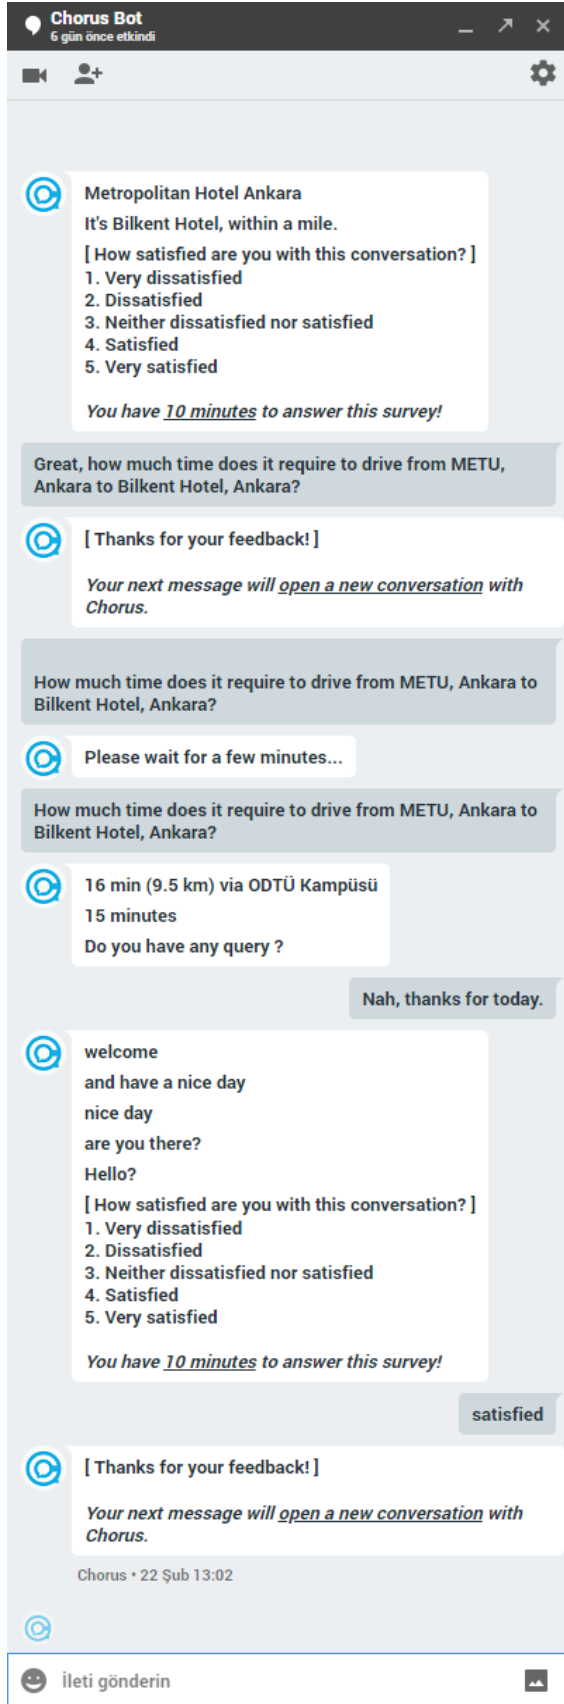 Chorus Bot
6 gün önce etkindi
Metropolitan Hotel Ankara
It's Bilkent Hotel, within a mile.
[ How satisfied are you with this conversation? ]
1. Very dissatisfied
2. Dissatisfied
3. Neither dissatisfied nor satisfied
4. Satisfied
5. Very satisfied
You have 10 minutes to answer this survey!
Great, how much time does it require to drive from METU,
Ankara to Bilkent Hotel, Ankara?
[ Thanks for your feedback! ]
Your next message will open a new conversation with
Chorus.
How much time does it require to drive from METU, Ankara to
Bilkent Hotel, Ankara?
Please wait for a few minutes...
How much time does it require to drive from METU, Ankara to
Bilkent Hotel, Ankara?
16 min (9.5 km) via ODTÜ Kampüsü
15 minutes
Do you have any query ?
Nah, thanks for today.
welcome
and have a nice day
nice day
are you there?
Hello?
[ How satisfied are you with this conversation? ]
1. Very dissatisfied
2. Dissatisfied
3. Neither dissatisfied nor satisfied
4. Satisfied
5. Very satisfied
You have 10 minutes to answer this survey!
satisfied
[ Thanks for your feedback! ]
Your next message will open a new conversation with
Chorus.
Chorus • 22 Şub 13:02
İleti gönderin